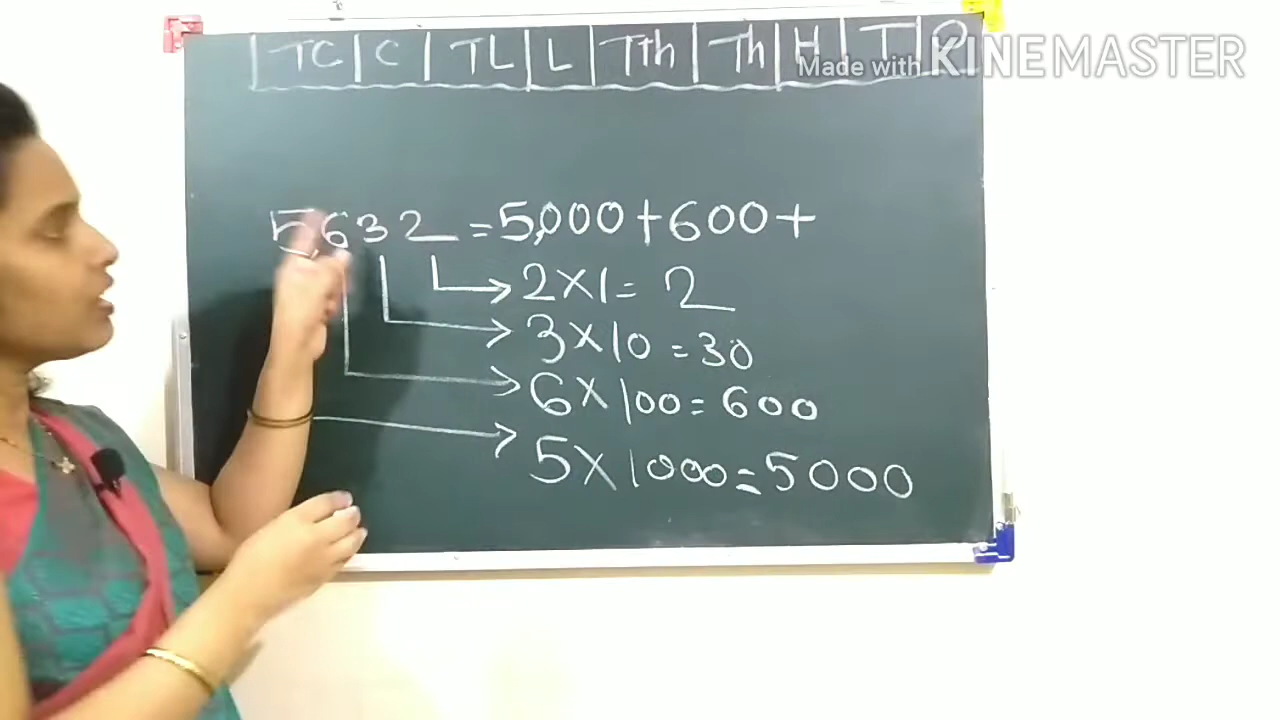 TC C TL L Tth Th H T O
Made with KINEMASTER
5632 = 5,000 + 600 +
2 × 1 = 2
3 × 10 = 30
6 × 100 = 600
5 × 1000 = 5000